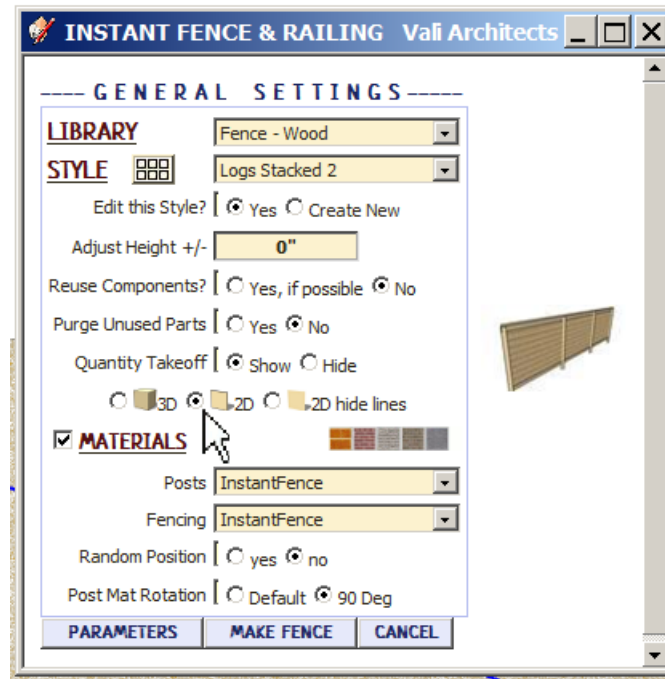 INSTANT FENCE & RAILING Vali Architects
---- GENERAL SETTINGS-----
LIBRARY Fence - Wood
STYLE Logs Stacked 2
Edit this Style? Yes Create New
Adjust Height +/- 0"
Reuse Components? Yes, if possible No
Purge Unused Parts Yes No
Quantity Takeoff Show Hide
3D 2D 2D hide lines
MATERIALS
Posts InstantFence
Fencing InstantFence
Random Position yes no
Post Mat Rotation Default 90 Deg
PARAMETERS MAKE FENCE CANCEL